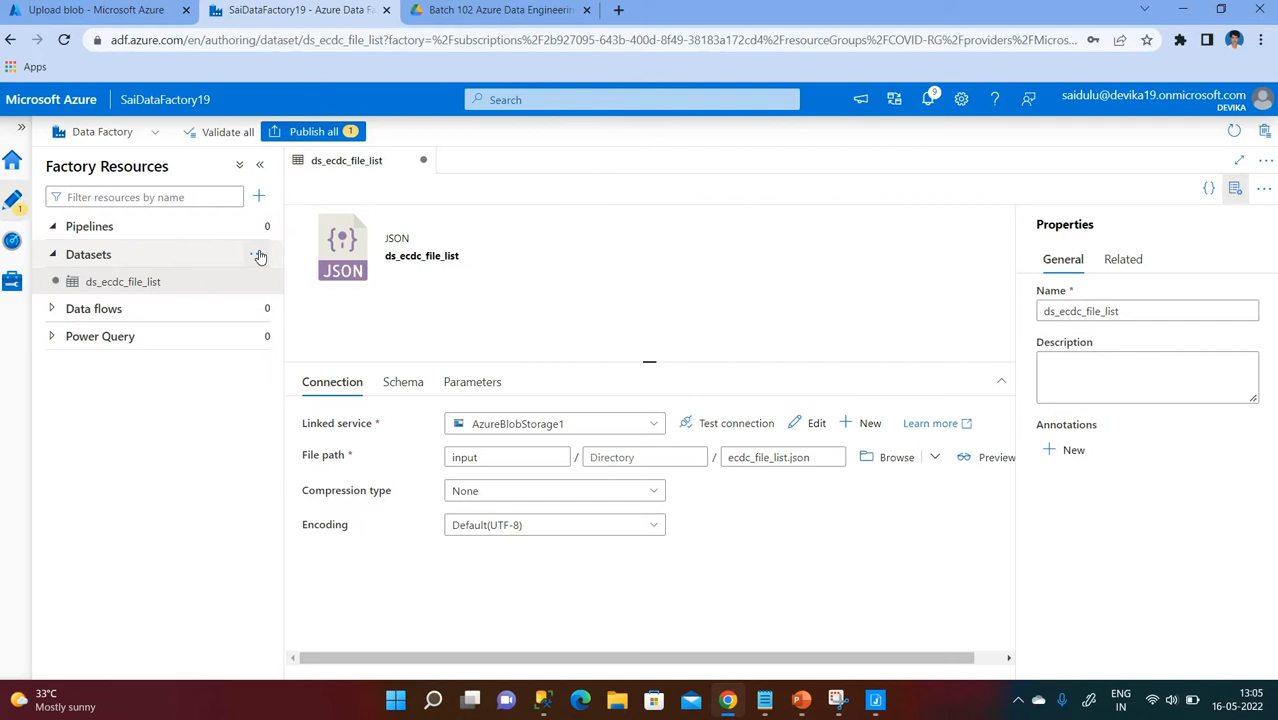 Upload blob - Microsoft Azure
SaiDataFactory19 - Azure Data Fa
Batch 102 Azure Data Engineerin
adf.azure.com/en/authoring/dataset/ds_ecdc_file_list?factory=%2Fsubscriptions%2F2b927095-643b-400d-8f49-38183a172cd4%2FresourceGroups%2FCOVID-RG%2Fproviders%2FMicros...
Apps
Microsoft Azure
SaiDataFactory19
Search
9
saidulu@devika19.onmicrosoft.com
DEVIKA
Data Factory
Validate all
Publish all
1
Factory Resources
Filter resources by name
Pipelines 0
Datasets
ds_ecdc_file_list
Data flows 0
Power Query 0
1
ds_ecdc_file_list
JSON
JSON
ds_ecdc_file_list
Connection
Schema
Parameters
Linked service *
AzureBlobStorage1
Test connection
Edit
New
Learn more
File path *
input / Directory / ecdc_file_list.json
Browse
Preview
Compression type
None
Encoding
Default(UTF-8)
Properties
General
Related
Name *
ds_ecdc_file_list
Description
Annotations
New
33°C
Mostly sunny
ENG
IN
13:05
16-05-2022